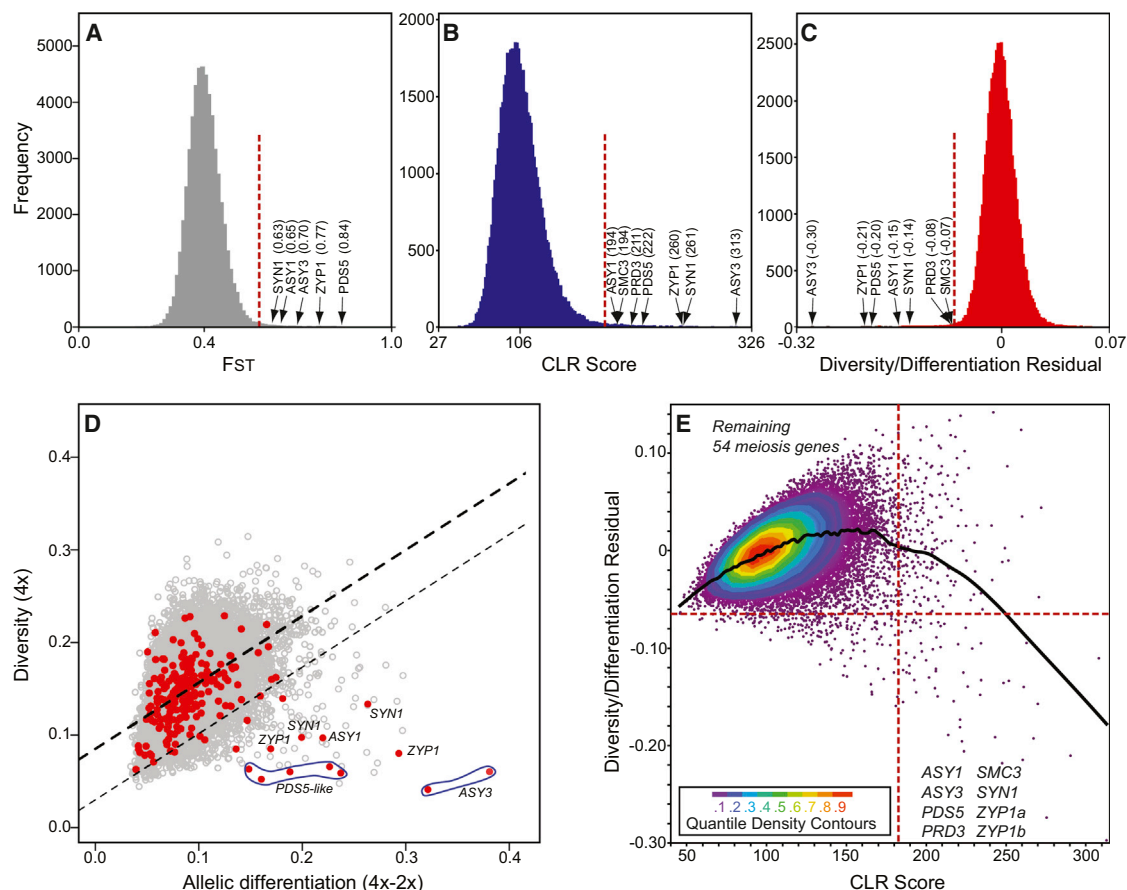 A
Frequency
5000
4000
3000
2000
1000
0
SYN1 (0.63)
ASY1 (0.65)
ASY3 (0.70)
ZYP1 (0.77)
PDS5 (0.84)
0.0
0.4
1.0
FST
B
2000
1500
1000
500
0
ASY1 (194)
SMC3 (194)
PRD3 (211)
PDS5 (222)
ZYP1 (260)
SYN1 (261)
ASY3 (313)
27
106
326
CLR Score
C
2500
2000
1500
1000
500
0
ASY3 (-0.30)
ZYP1 (-0.21)
PDS5 (-0.20)
ASY1 (-0.15)
SYN1 (-0.14)
PRD3 (-0.08)
SMC3 (-0.07)
-0.32
0
0.07
Diversity/Differentiation Residual
D
Diversity (4x)
0.4
0.3
0.2
0.1
0.0
SYN1
SYN1
ZYP1
ASY1
ZYP1
PDS5-like
ASY3
0.0
0.1
0.2
0.3
0.4
Allelic differentiation (4x-2x)
E
Remaining
54 meiosis genes
Diversity/Differentiation Residual
0.10
0
-0.10
-0.20
-0.30
ASY1 SMC3
ASY3 SYN1
PDS5 ZYP1a
PRD3 ZYP1b
.1 .2 .3 .4 .5 .6 .7 .8 .9
Quantile Density Contours
50
100
150
200
250
300
CLR Score